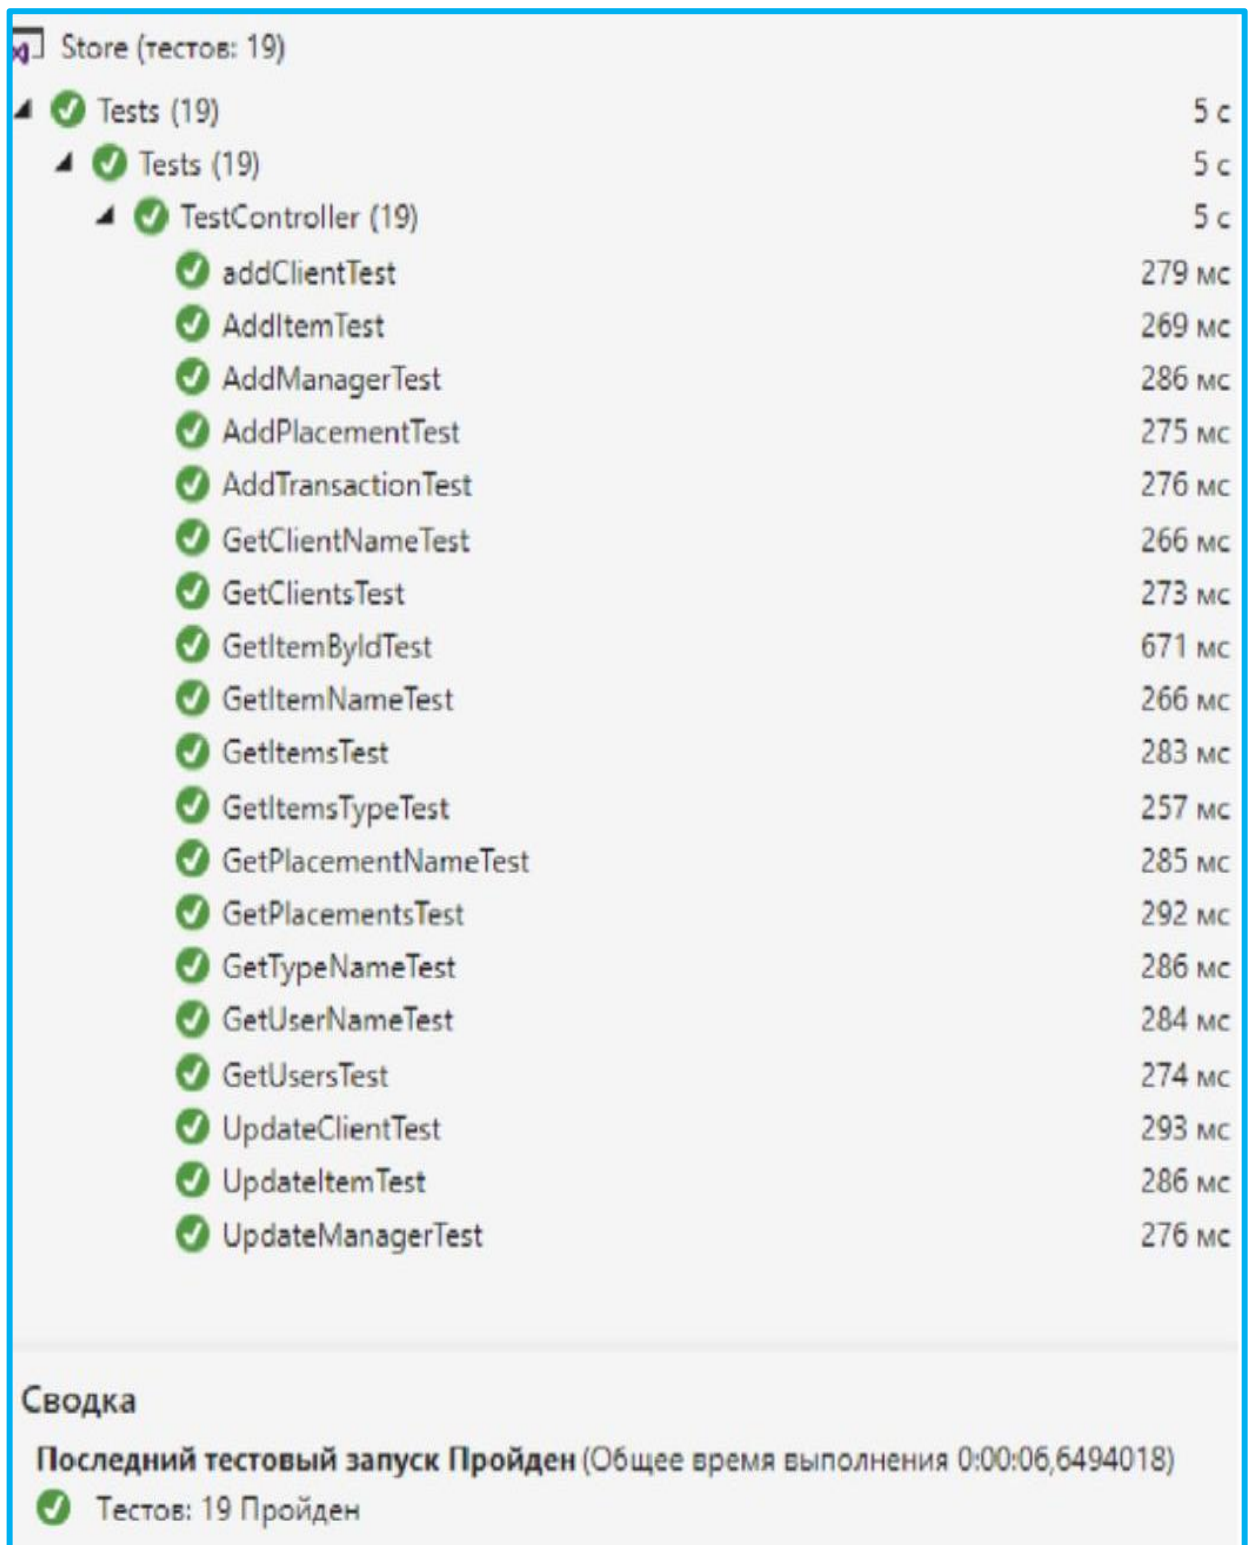 Store (тестов: 19)
Tests (19) 5 с
Tests (19) 5 с
TestController (19) 5 с
addClientTest 279 мс
AddItemTest 269 мс
AddManagerTest 286 мс
AddPlacementTest 275 мс
AddTransactionTest 276 мс
GetClientNameTest 266 мс
GetClientsTest 273 мс
GetItemByIdTest 671 мс
GetItemNameTest 266 мс
GetItemsTest 283 мс
GetItemsTypeTest 257 мс
GetPlacementNameTest 285 мс
GetPlacementsTest 292 мс
GetTypeNameTest 286 мс
GetUserNameTest 284 мс
GetUsersTest 274 мс
UpdateClientTest 293 мс
UpdateItemTest 286 мс
UpdateManagerTest 276 мс
Сводка
Последний тестовый запуск Пройден (Общее время выполнения 0:00:06,6494018)
Тестов: 19 Пройден